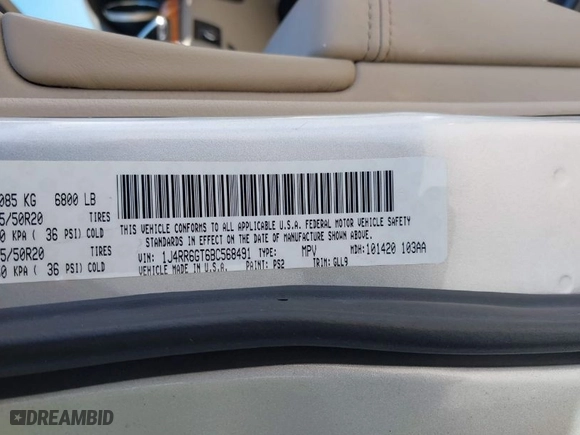 085 KG 6800 LB
5/50R20 TIRES
0 KPA ( 36 PSI) COLD
5/50R20 TIRES
0 KPA ( 36 PSI) COLD
THIS VEHICLE CONFORMS TO ALL APPLICABLE U.S.A. FEDERAL MOTOR VEHICLE SAFETY
STANDARDS IN EFFECT ON THE DATE OF MANUFACTURE SHOWN ABOVE.
VIN: 1J4RR6GT6BC568491 TYPE: MPV MDH: 101420 103AA
VEHICLE MADE IN U.S.A. PAINT: PS2 TRIM: GLL9
DREAMBID